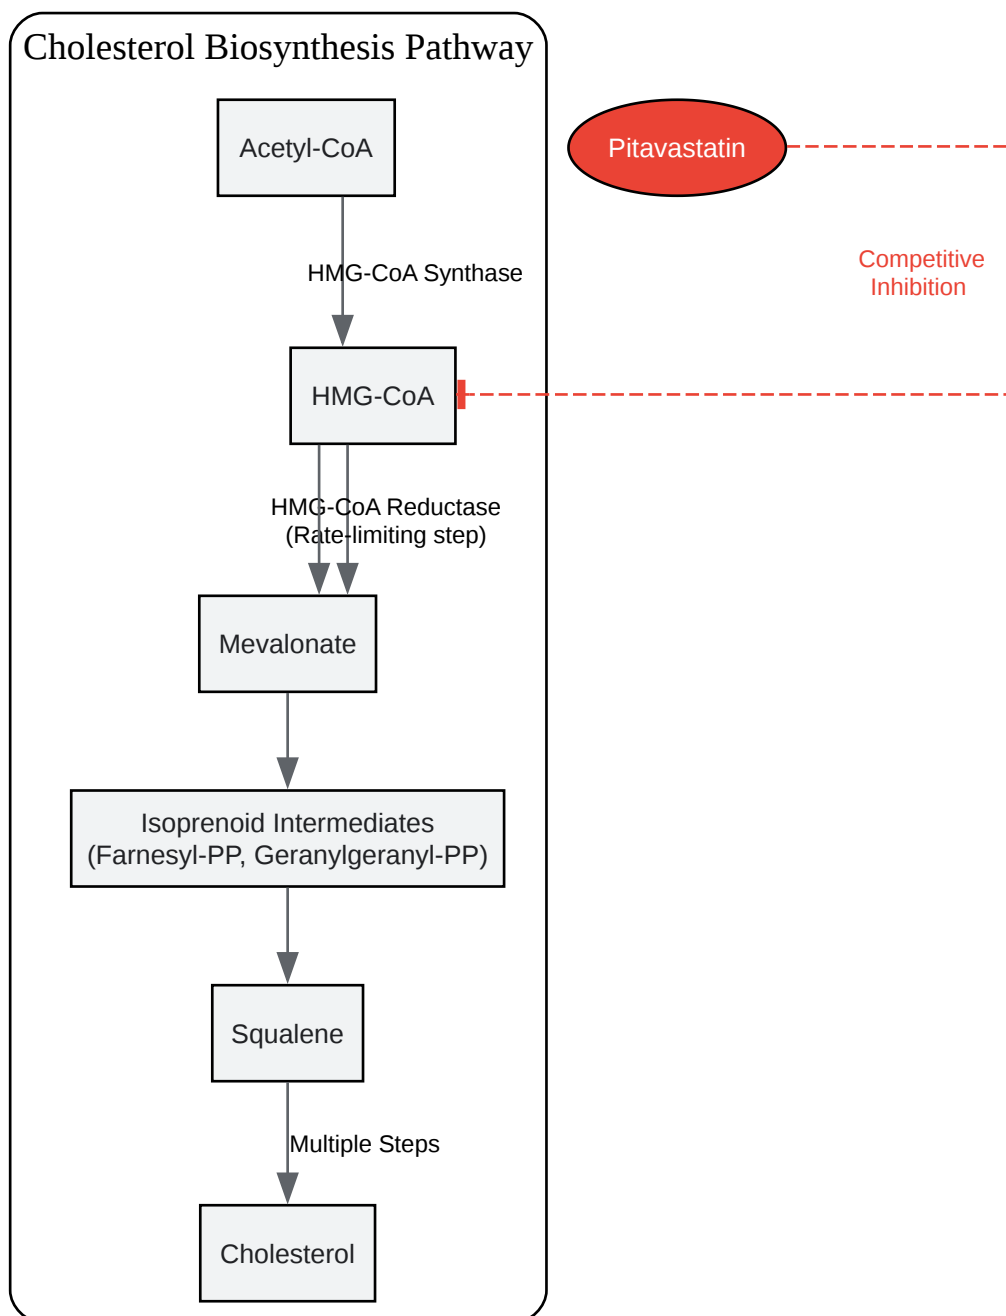 Cholesterol Biosynthesis Pathway
Acetyl-CoA
Pitavastatin
HMG-CoA Synthase
Competitive
Inhibition
HMG-CoA
HMG-CoA Reductase
(Rate-limiting step)
Mevalonate
Isoprenoid Intermediates
(Farnesyl-PP, Geranylgeranyl-PP)
Squalene
Multiple Steps
Cholesterol